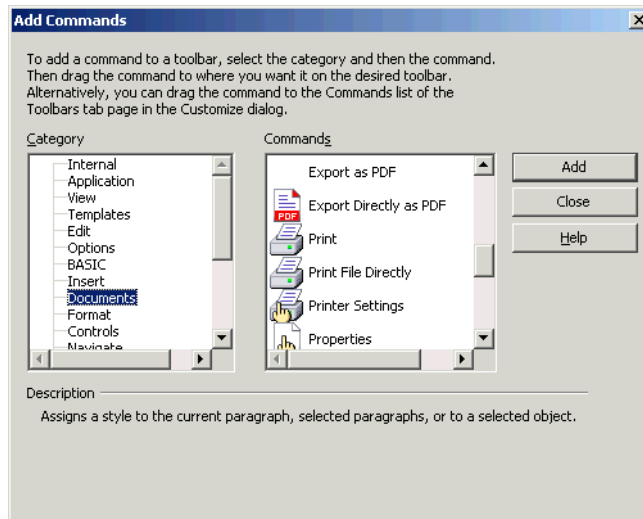 Add Commands
To add a command to a toolbar, select the category and then the command.
Then drag the command to where you want it on the desired toolbar.
Alternatively, you can drag the command to the Commands list of the
Toolbars tab page in the Customize dialog.
Category
Internal
Application
View
Templates
Edit
Options
BASIC
Insert
Documents
Format
Controls
Navigate
Commands
Export as PDF
PDF
Export Directly as PDF
Print
Print File Directly
Printer Settings
Properties
Add
Close
Help
Description
Assigns a style to the current paragraph, selected paragraphs, or to a selected object.